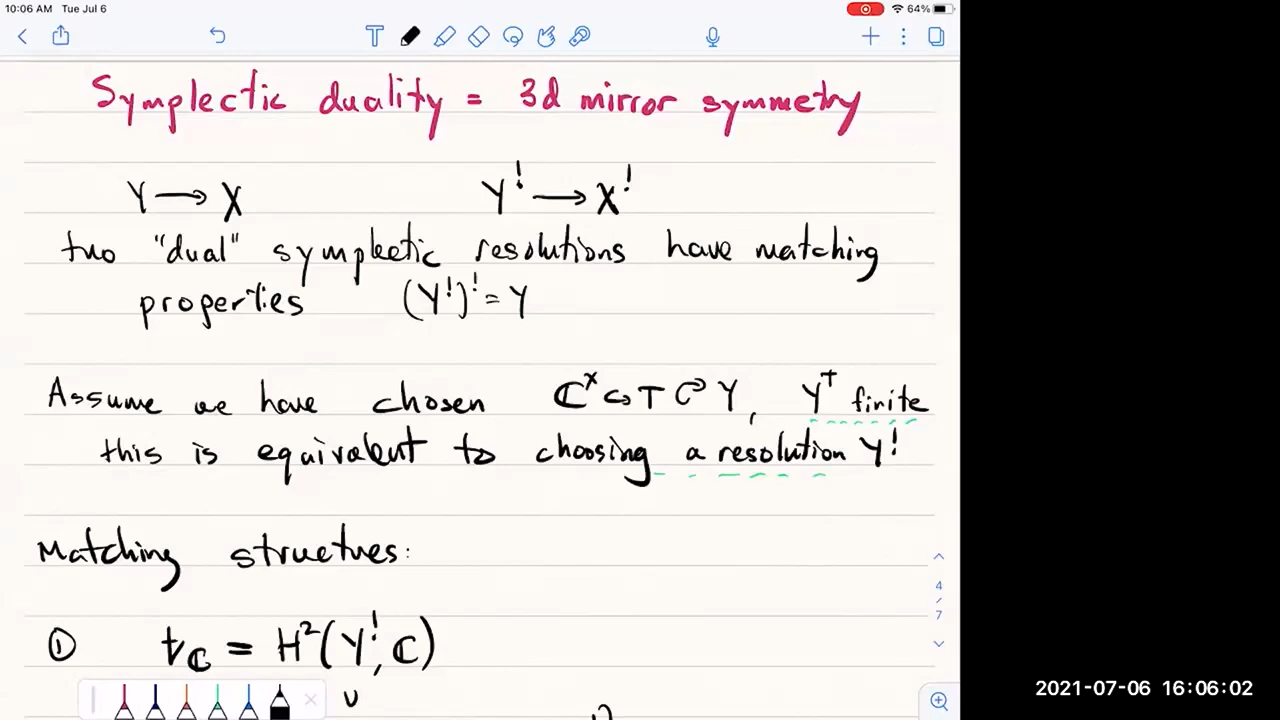 10:06 AM Tue Jul 6
64%
Symplectic duality = 3d mirror symmetry
Y → X Y^! → X^!
two "dual" symplectic resolutions have matching
properties (Y^!)^! = Y
Assume we have chosen ℂ^× ↪ T ↻ Y, Y^T finite
this is equivalent to choosing a resolution Y^!
Matching structures:
① t_ℂ = H²(Y^!, ℂ)
4
/
7
2021-07-06 16:06:02